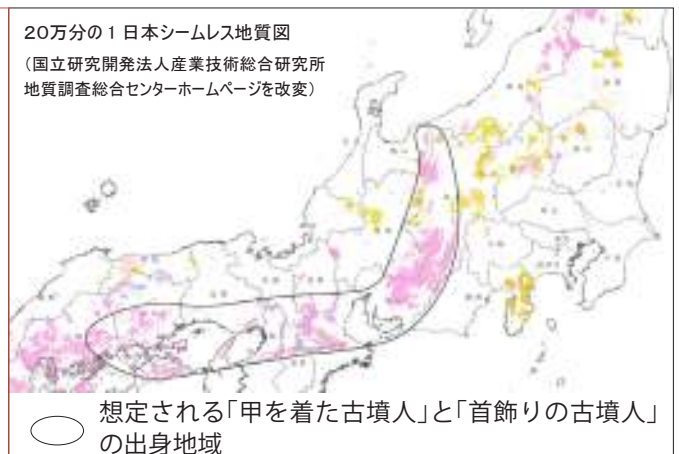 20万分の1 日本シームレス地質図
（国立研究開発法人産業技術総合研究所
地質調査総合センターホームページを改変）
想定される「甲を着た古墳人」と「首飾りの古墳人」
の出身地域